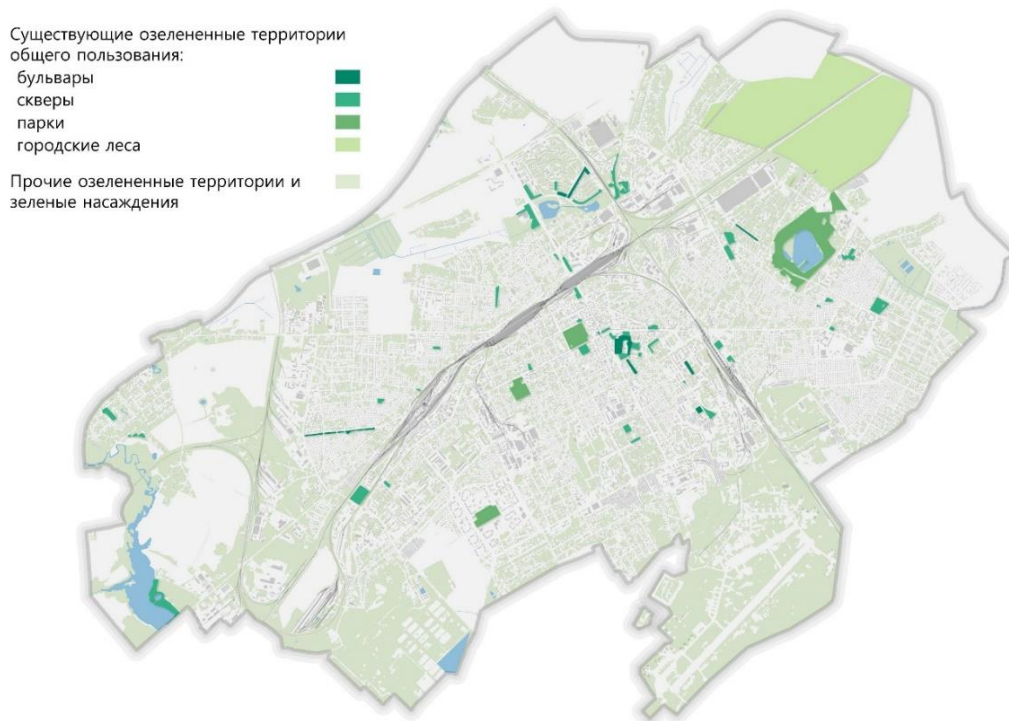 Существующие озелененные территории
общего пользования:
бульвары
скверы
парки
городские леса
Прочие озелененные территории и
зеленые насаждения